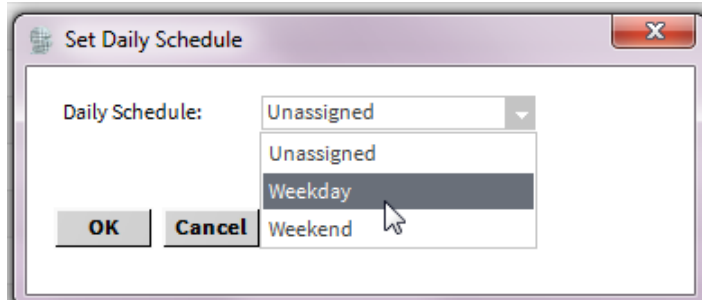 Set Daily Schedule
Daily Schedule: Unassigned
Unassigned
Weekday
OK Cancel Weekend